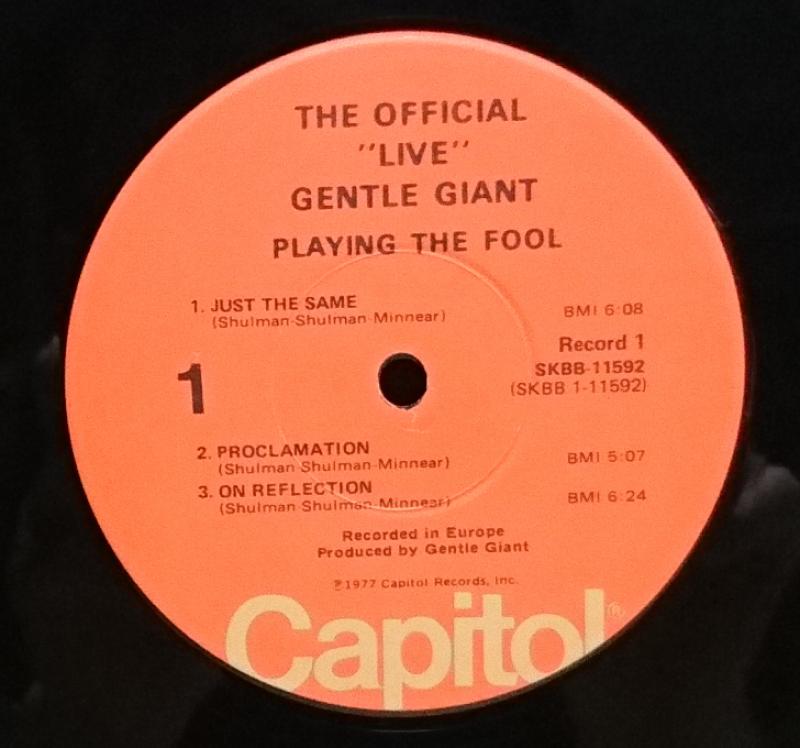 THE OFFICIAL
"LIVE"
GENTLE GIANT
PLAYING THE FOOL
1. JUST THE SAME BMI 6:08
(Shulman-Shulman-Minnear)
Record 1
1 SKBB-11592
(SKBB 1-11592)
2. PROCLAMATION BMI 5:07
(Shulman-Shulman-Minnear)
3. ON REFLECTION BMI 6:24
(Shulman-Shulman-Minnear)
Recorded in Europe
Produced by Gentle Giant
℗1977 Capitol Records, Inc.
Capitol®